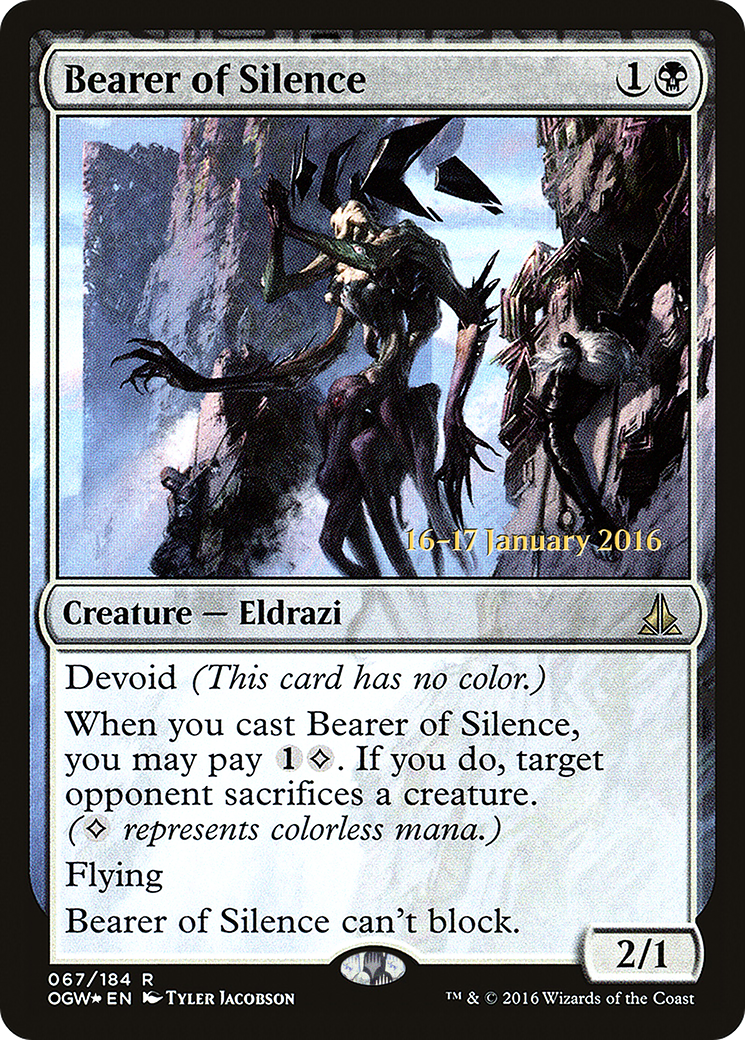 Bearer of Silence 1
16–17 January 2016
Creature — Eldrazi
Devoid (This card has no color.)
When you cast Bearer of Silence,
you may pay 1. If you do, target
opponent sacrifices a creature.
( represents colorless mana.)
Flying
Bearer of Silence can't block.
2/1
067/184 R
OGW★EN Tyler Jacobson
™ & © 2016 Wizards of the Coast